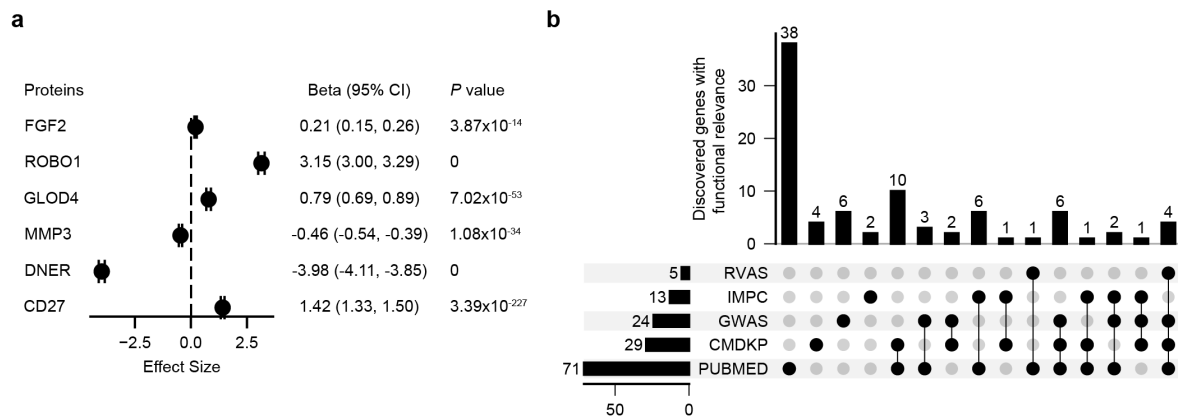 a
Proteins Beta (95% CI) P value
FGF2 0.21 (0.15, 0.26) 3.87x10⁻¹⁴
ROBO1 3.15 (3.00, 3.29) 0
GLOD4 0.79 (0.69, 0.89) 7.02x10⁻⁵³
MMP3 -0.46 (-0.54, -0.39) 1.08x10⁻³⁴
DNER -3.98 (-4.11, -3.85) 0
CD27 1.42 (1.33, 1.50) 3.39x10⁻²²⁷
−2.5 0.0 2.5
Effect Size
b
Discovered genes with
functional relevance
30
20
10
0
38 4 6 2 10 3 2 6 1 1 6 1 2 1 4
5 RVAS
13 IMPC
24 GWAS
29 CMDKP
71 PUBMED
50 0